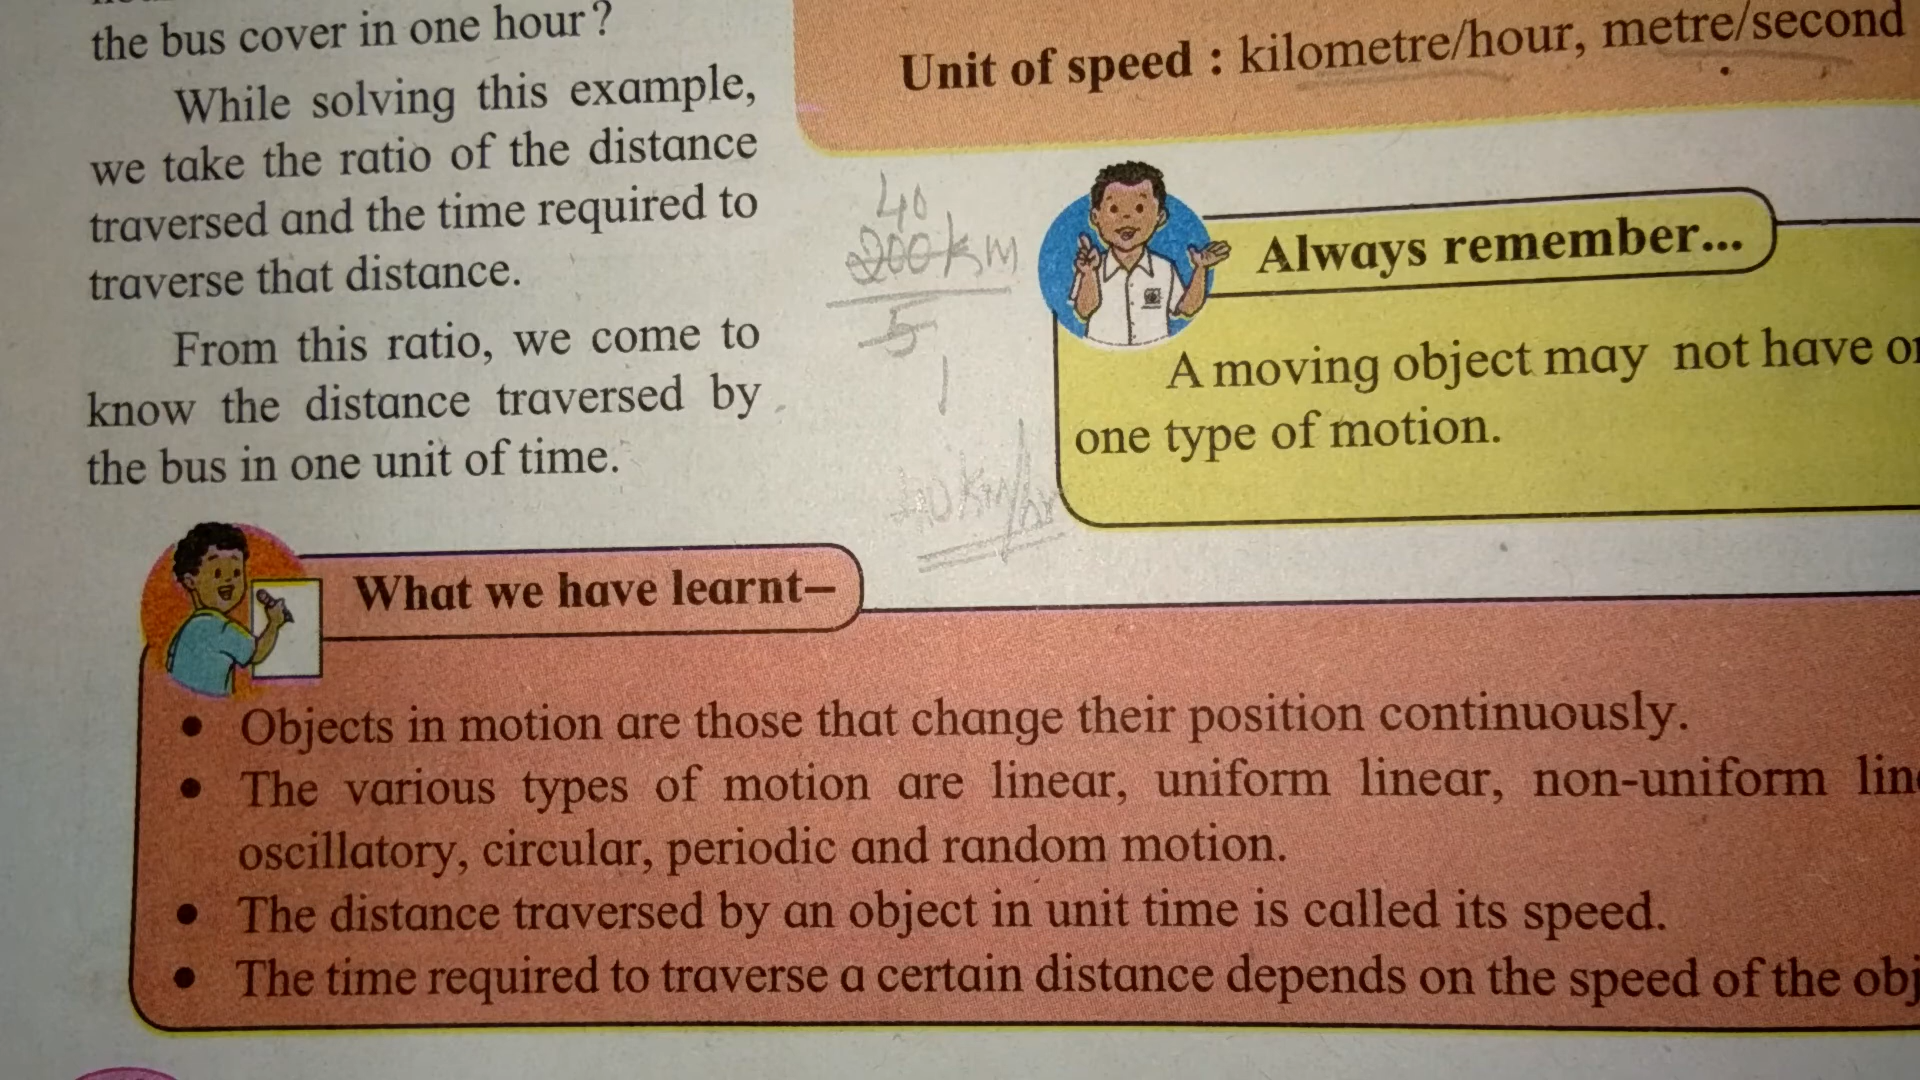 the bus cover in one hour?
While solving this example,
we take the ratio of the distance
traversed and the time required to
traverse that distance.
From this ratio, we come to
know the distance traversed by
the bus in one unit of time.
Unit of speed : kilometre/hour, metre/second
40
200 km
5
1
40 Km/hr
Always remember...
A moving object may not have
one type of motion.
What we have learnt–
• Objects in motion are those that change their position continuously.
• The various types of motion are linear, uniform linear, non-uniform
oscillatory, circular, periodic and random motion.
• The distance traversed by an object in unit time is called its speed.
• The time required to traverse a certain distance depends on the speed of the